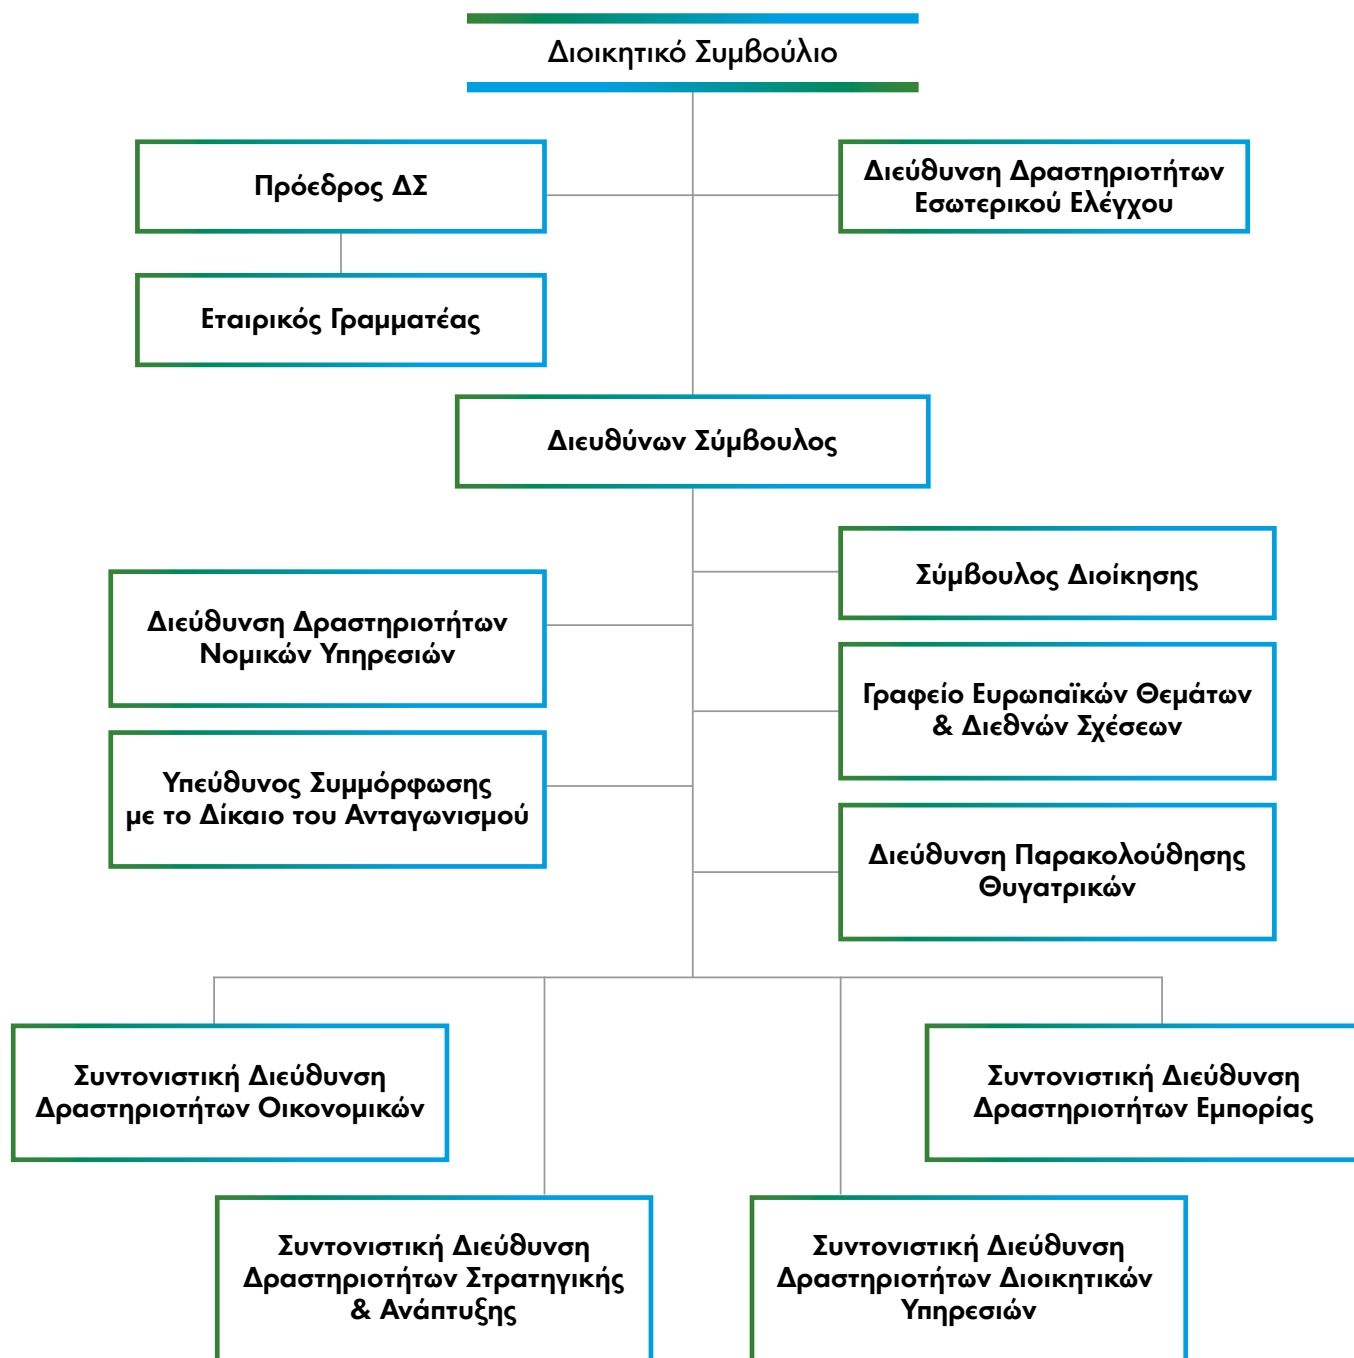 Διοικητικό Συμβούλιο
Πρόεδρος ΔΣ
Διεύθυνση Δραστηριοτήτων
Εσωτερικού Ελέγχου
Εταιρικός Γραμματέας
Διευθύνων Σύμβουλος
Σύμβουλος Διοίκησης
Διεύθυνση Δραστηριοτήτων
Νομικών Υπηρεσιών
Γραφείο Ευρωπαϊκών Θεμάτων
& Διεθνών Σχέσεων
Υπεύθυνος Συμμόρφωσης
με το Δίκαιο του Ανταγωνισμού
Διεύθυνση Παρακολούθησης
Θυγατρικών
Συντονιστική Διεύθυνση
Δραστηριοτήτων Οικονομικών
Συντονιστική Διεύθυνση
Δραστηριοτήτων Εμπορίας
Συντονιστική Διεύθυνση
Δραστηριοτήτων Στρατηγικής
& Ανάπτυξης
Συντονιστική Διεύθυνση
Δραστηριοτήτων Διοικητικών
Υπηρεσιών